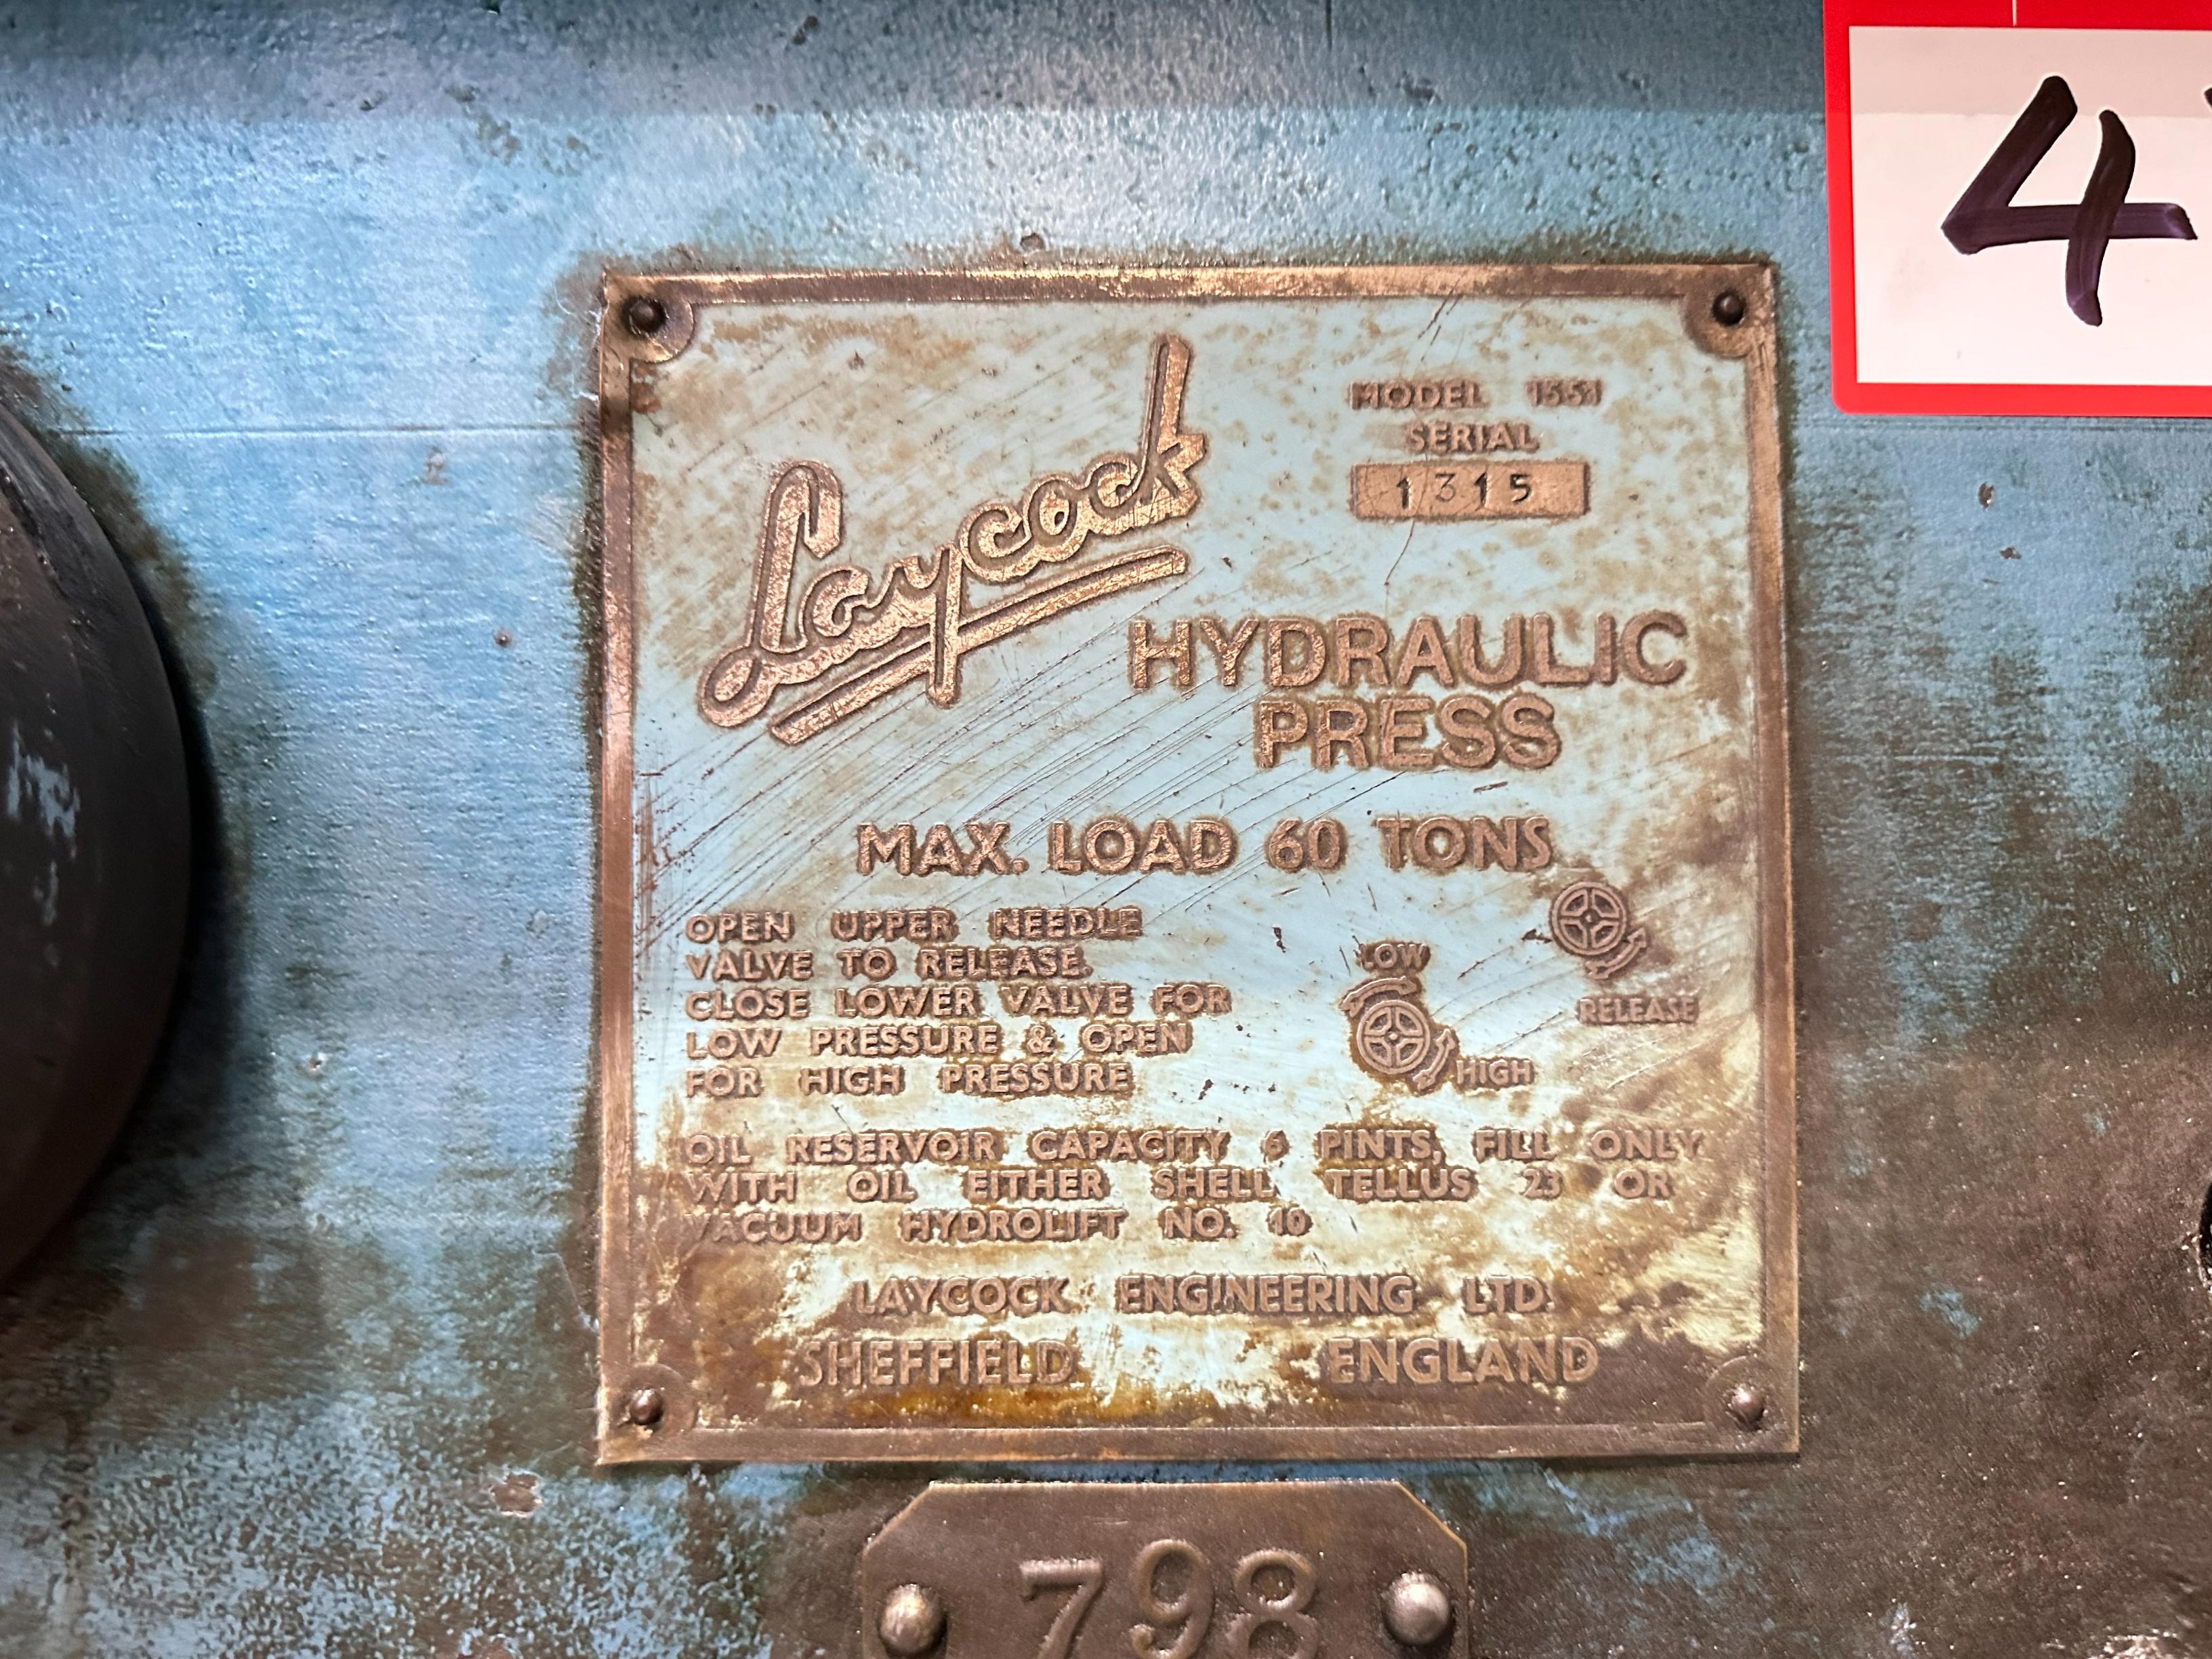 4
Laycock
MODEL 1551
SERIAL
1315
HYDRAULIC
PRESS
MAX. LOAD 60 TONS
OPEN UPPER NEEDLE
VALVE TO RELEASE.
CLOSE LOWER VALVE FOR
LOW PRESSURE & OPEN
FOR HIGH PRESSURE
LOW
HIGH
RELEASE
OIL RESERVOIR CAPACITY 6 PINTS, FILL ONLY
WITH OIL EITHER SHELL TELLUS 23 OR
VACUUM HYDROLIFT NO. 10
LAYCOCK ENGINEERING LTD.
SHEFFIELD ENGLAND
798